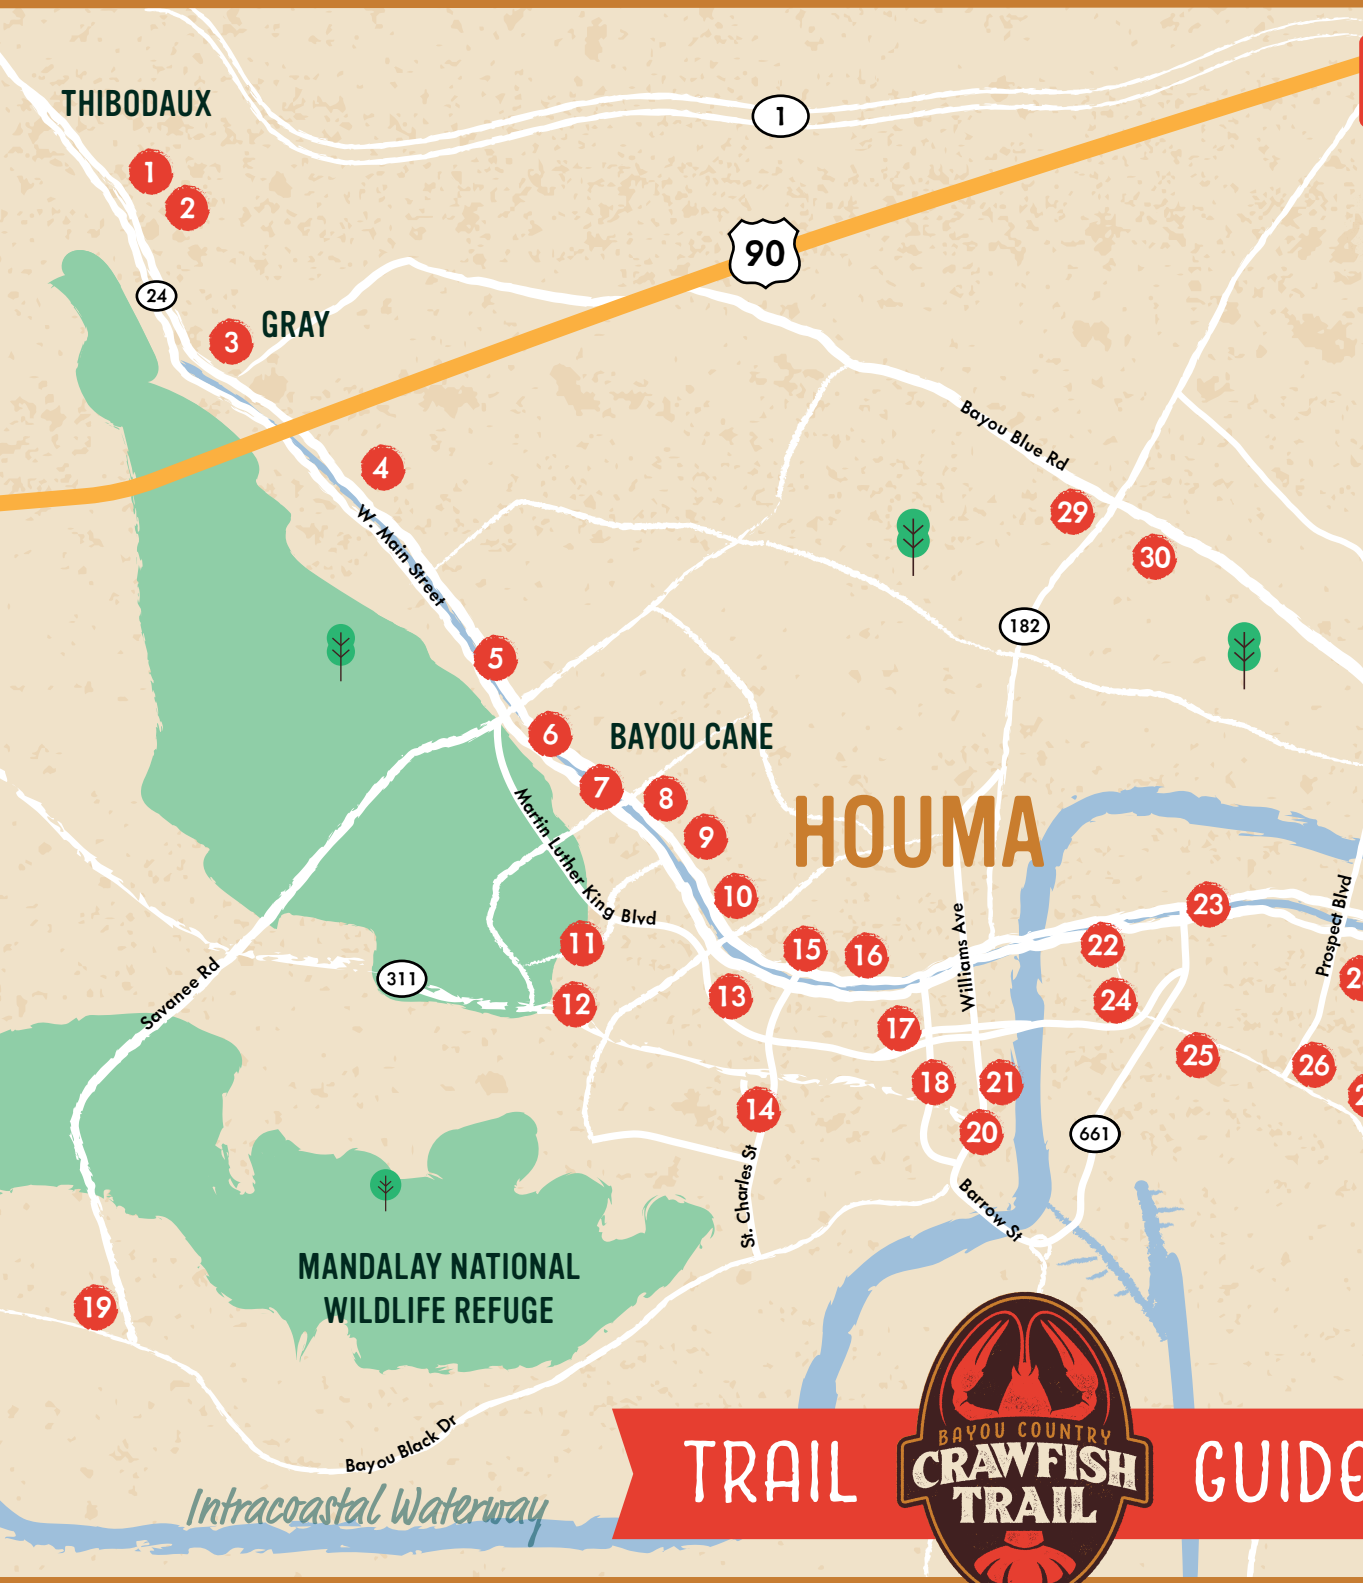 THIBODAUX
1
1
2
90
24
GRAY
3
Bayou Blue Rd
4
W. Main Street
29
30
182
5
6
BAYOU CANE
7
8
Martin Luther King Blvd
9
HOUMA
10
Prospect Blvd
23
Williams Ave
11
15
16
22
311
Savanee Rd
12
13
24
17
25
26
18
21
14
20
661
St. Charles St
Barrow St
MANDALAY NATIONAL
WILDLIFE REFUGE
19
Bayou Black Dr
Intracoastal Waterway
TRAIL
BAYOU COUNTRY
CRAWFISH
TRAIL
GUIDE